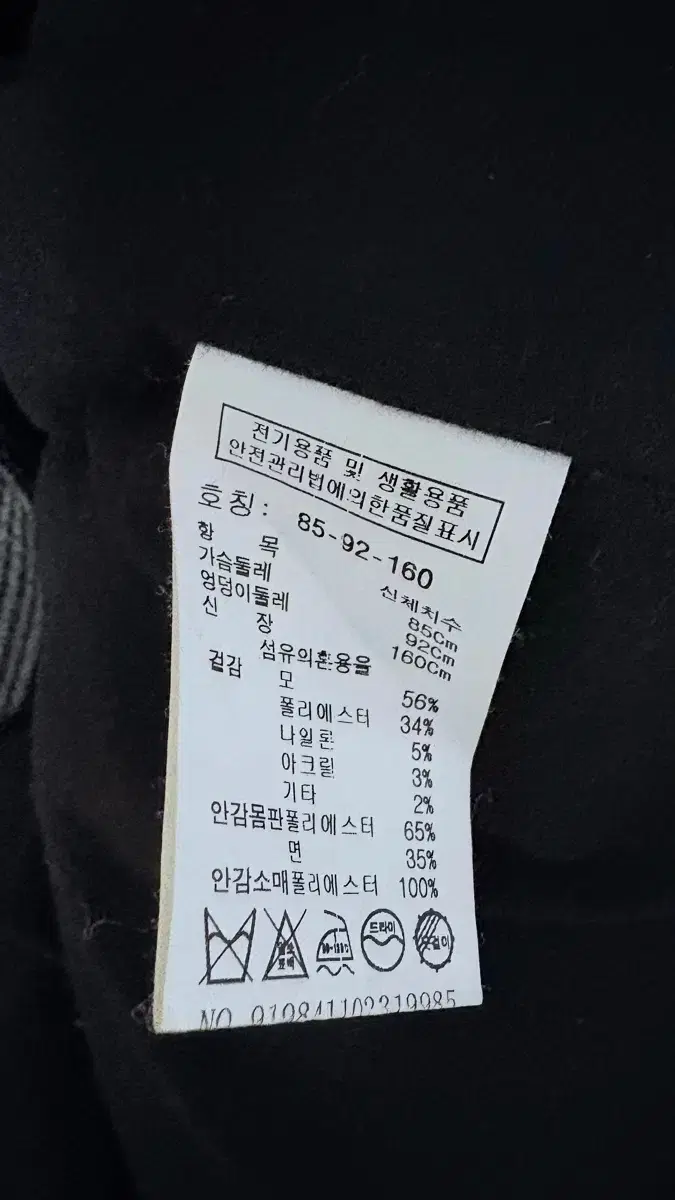 전기용품 및 생활용품
안전관리법에의한품질표시
호칭: 85-92-160
항 목 신체치수
가슴둘레 85Cm
엉덩이둘레 92Cm
신 장 160Cm
섬유의혼용율
겉감 모 56%
폴리에스터 34%
나일론 5%
아크릴 3%
기타 2%
안감몸판폴리에스터 65%
면 35%
안감소매폴리에스터 100%
드라이
NO